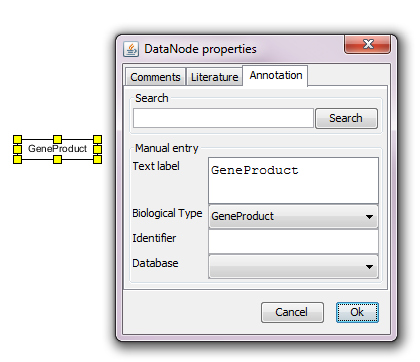 DataNode properties
Comments
Literature
Annotation
Search
Search
GeneProduct
Manual entry
Text label
GeneProduct
Biological Type
GeneProduct
Identifier
Database
Cancel
Ok